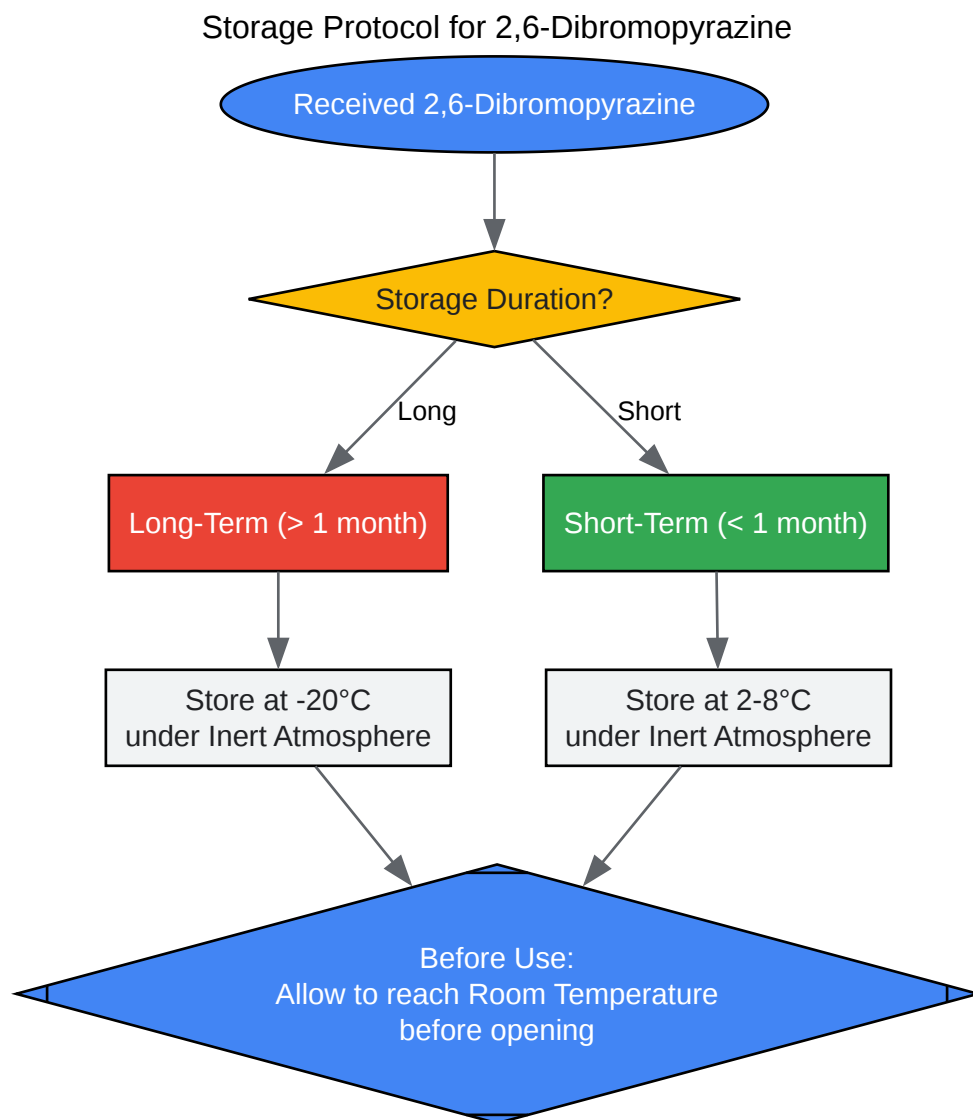 Storage Protocol for 2,6-Dibromopyrazine
Received 2,6-Dibromopyrazine
Storage Duration?
Long
Short
Long-Term (> 1 month)
Short-Term (< 1 month)
Store at -20°C
under Inert Atmosphere
Store at 2-8°C
under Inert Atmosphere
Before Use:
Allow to reach Room Temperature
before opening